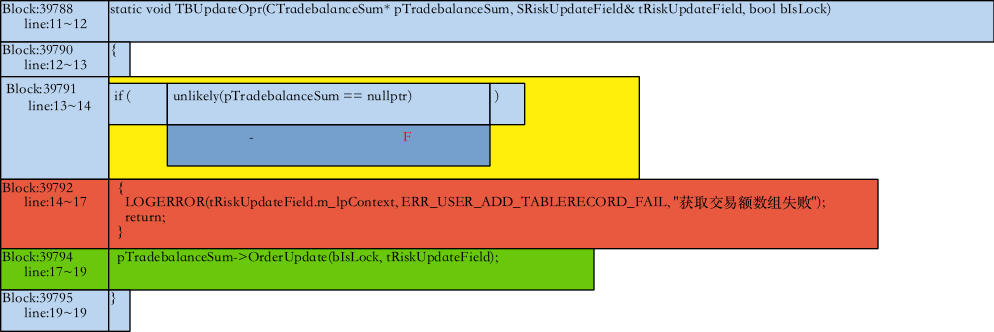 Block:39788 static void TBUpdateOpr(CTradebalanceSum* pTradebalanceSum, SRiskUpdateField& tRiskUpdateField, bool bIsLock)
line:11~12
Block:39790 {
line:12~13
Block:39791
line:13~14
if ( unlikely(pTradebalanceSum == nullptr) )
- F
Block:39792 {
line:14~17 LOGERROR(tRiskUpdateField.m_lpContext, ERR_USER_ADD_TABLERECORD_FAIL, "获取交易额数组失败");
return;
}
Block:39794 pTradebalanceSum->OrderUpdate(bIsLock, tRiskUpdateField);
line:17~19
Block:39795 }
line:19~19